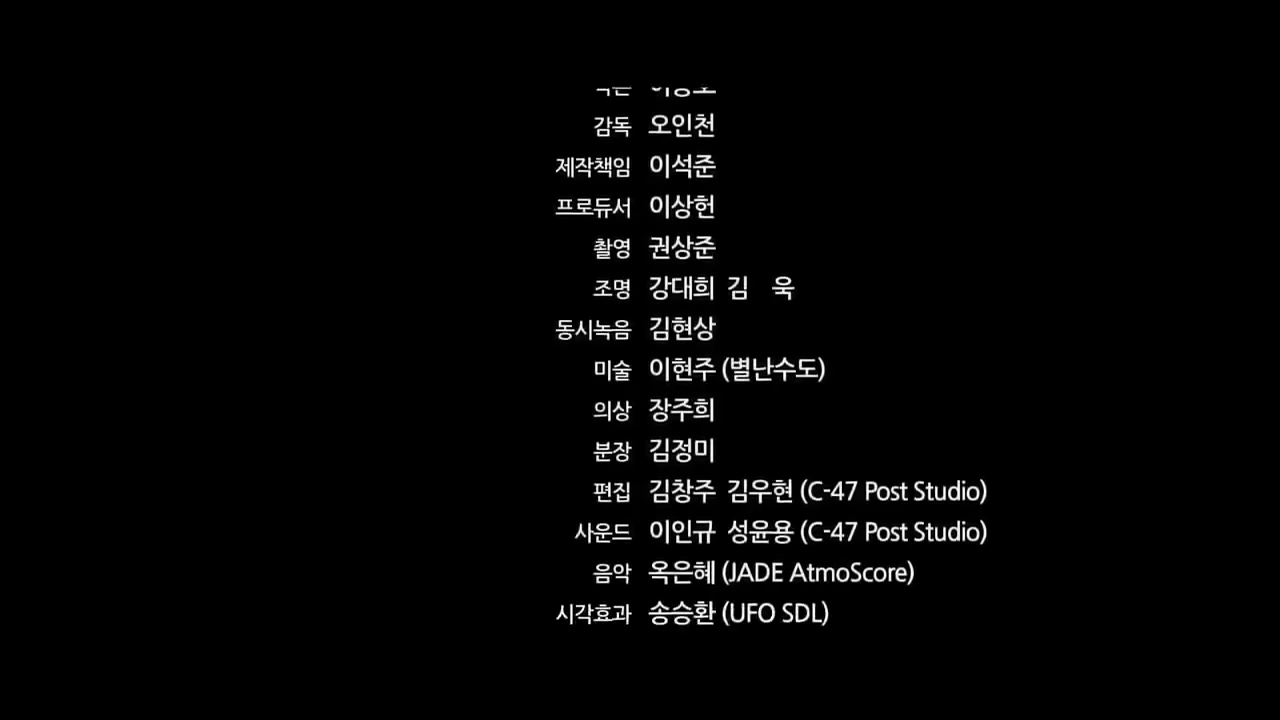 감독 오인천
제작책임 이석준
프로듀서 이상헌
촬영 권상준
조명 강대희 김 욱
동시녹음 김현상
미술 이현주 (별난수도)
의상 장주희
분장 김정미
편집 김창주 김우현 (C-47 Post Studio)
사운드 이인규 성윤용 (C-47 Post Studio)
음악 옥은혜 (JADE AtmoScore)
시각효과 송승환 (UFO SDL)